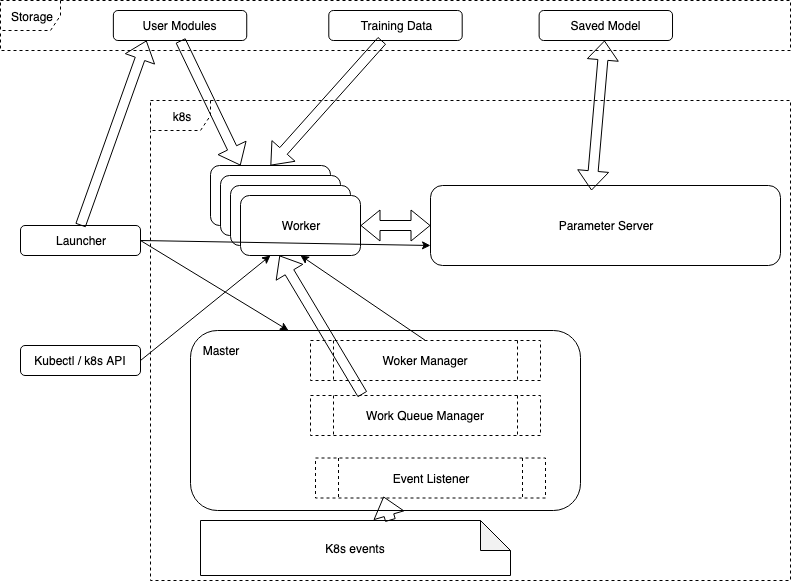 Storage
User Modules
Training Data
Saved Model
k8s
Worker
Parameter Server
Launcher
Kubectl / k8s API
Master
Woker Manager
Work Queue Manager
Event Listener
K8s events